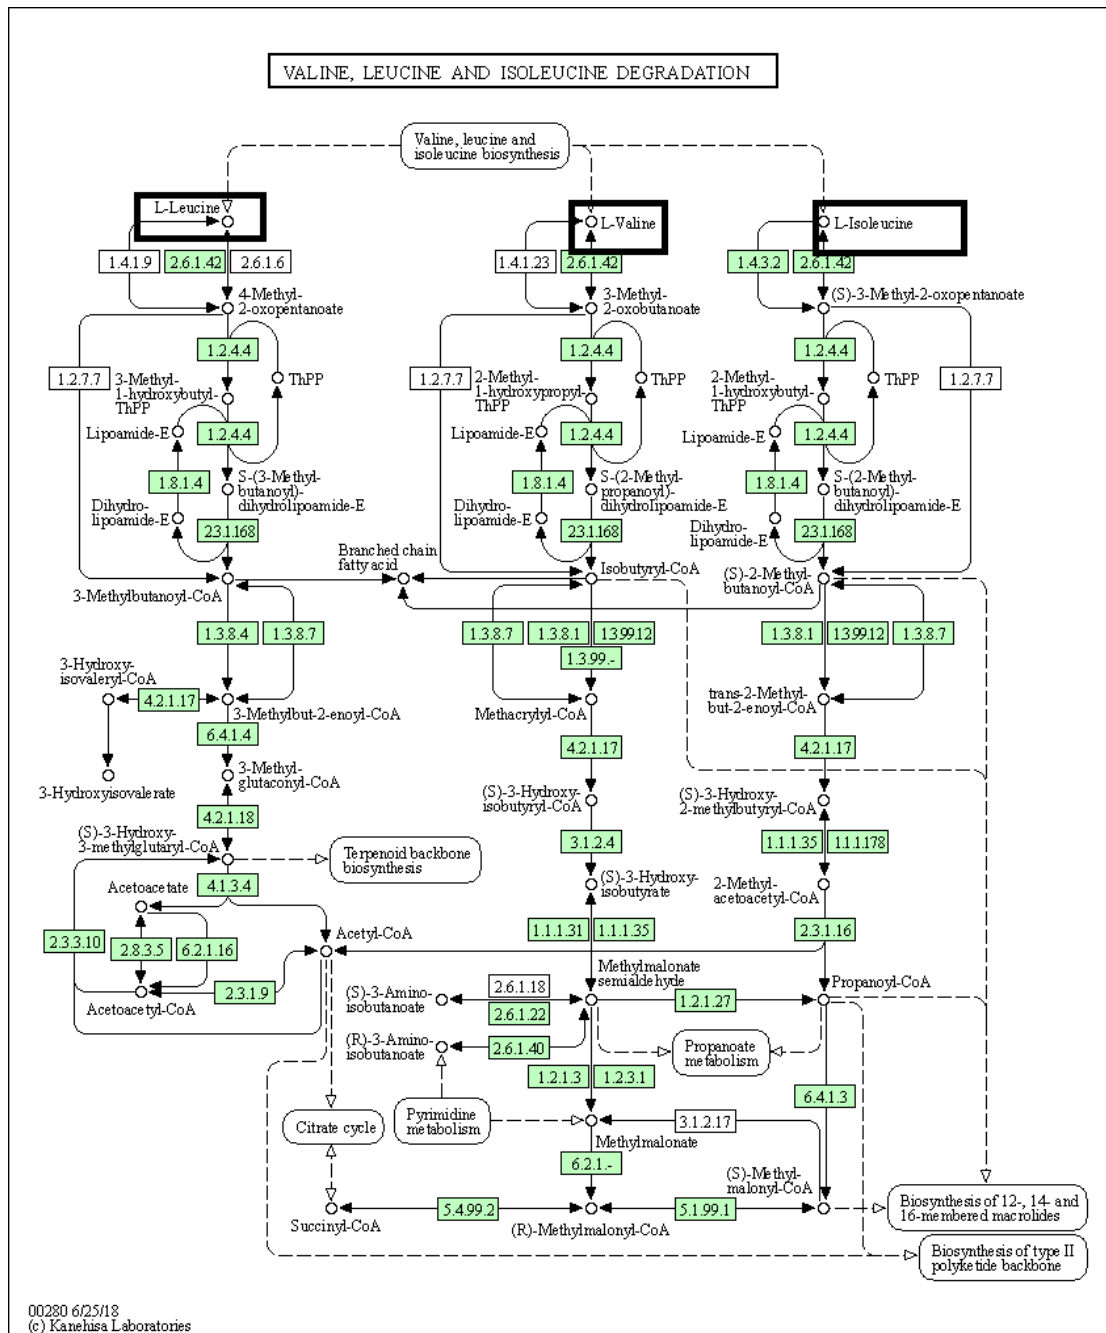 VALINE, LEUCINE AND ISOLEUCINE DEGRADATION
Valine, leucine and
isoleucine biosynthesis
L-Leucine
L-Valine
L-Isoleucine
1.4.1.9
2.6.1.42
2.6.1.6
1.4.1.23
2.6.1.42
1.4.3.2
2.6.1.42
4-Methyl-
2-oxopentanoate
3-Methyl-
2-oxobutanoate
(S)-3-Methyl-2-oxopentanoate
1.2.4.4
1.2.4.4
1.2.4.4
1.2.7.7
3-Methyl-
1-hydroxybutyl-
ThPP
ThPP
1.2.7.7
2-Methyl-
1-hydroxypropyl-
ThPP
ThPP
2-Methyl-
1-hydroxybutyl-
ThPP
ThPP
1.2.7.7
Lipoamide-E
1.2.4.4
Lipoamide-E
1.2.4.4
Lipoamide-E
1.2.4.4
1.8.1.4
S-(3-Methyl-
butanoyl)-
dihydrolipoamide-E
1.8.1.4
S-(2-Methyl-
propanoyl)-
dihydrolipoamide-E
1.8.1.4
S-(2-Methyl-
butanoyl)-
dihydrolipoamide-E
Dihydro-
lipoamide-E
2.3.1.168
Dihydro-
lipoamide-E
2.3.1.168
Dihydro-
lipoamide-E
2.3.1.168
Branched chain
fatty acid
3-Methylbutanoyl-CoA
Isobutyryl-CoA
(S)-2-Methyl-
butanoyl-CoA
1.3.8.4
1.3.8.7
1.3.8.7
1.3.8.1
1.3.99.12
1.3.99.-
1.3.8.1
1.3.99.12
1.3.8.7
3-Hydroxy-
isovaleryl-CoA
4.2.1.17
3-Methylbut-2-enoyl-CoA
Methacrylyl-CoA
trans-2-Methyl-
but-2-enoyl-CoA
6.4.1.4
4.2.1.17
4.2.1.17
3-Hydroxyisovalerate
3-Methyl-
glutaconyl-CoA
(S)-3-Hydroxy-
isobutyryl-CoA
(S)-3-Hydroxy-
2-methylbutyryl-CoA
4.2.1.18
3.1.2.4
1.1.1.35
1.1.1.178
(S)-3-Hydroxy-
3-methylglutaryl-CoA
Terpenoid backbone
biosynthesis
4.1.3.4
(S)-3-Hydroxy-
isobutyrate
2-Methyl-
acetoacetyl-CoA
Acetoacetate
2.3.3.10
2.8.3.5
6.2.1.16
Acetyl-CoA
1.1.1.31
1.1.1.35
2.3.1.16
Acetoacetyl-CoA
2.3.1.9
Methylmalonate
semialdehyde
Propanoyl-CoA
(S)-3-Amino-
isobutanoate
2.6.1.18
2.6.1.22
1.2.1.27
(R)-3-Amino-
isobutanoate
2.6.1.40
Propanoate
metabolism
1.2.1.3
1.2.3.1
6.4.1.3
Citrate cycle
Pyrimidine
metabolism
Methylmalonate
3.1.2.17
6.2.1.-
(S)-Methyl-
malonyl-CoA
Succinyl-CoA
5.4.99.2
(R)-Methylmalonyl-CoA
5.1.99.1
Biosynthesis of 12-, 14- and
16-membered macrolides
Biosynthesis of type II
polyketide backbone
00280 6/25/18
(c) Kanehisa Laboratories